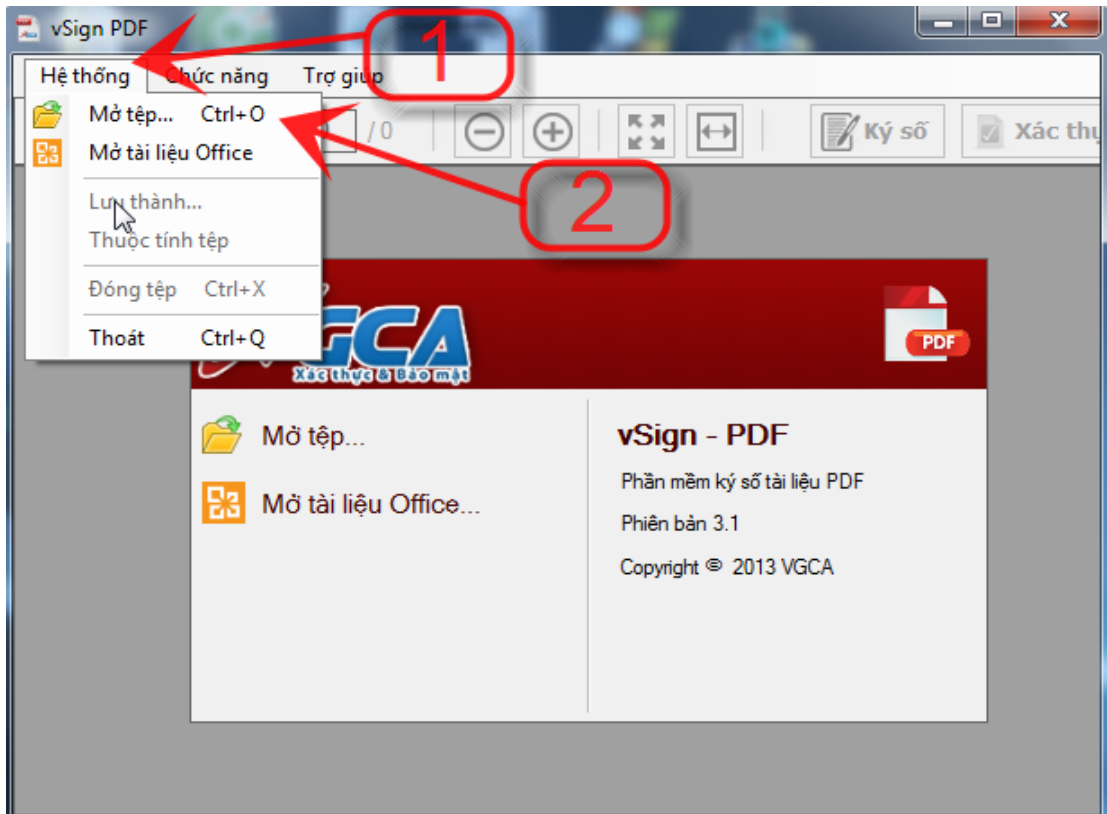 vSign PDF
1
Hệ thống Chức năng Trợ giúp
Mở tệp... Ctrl+O
/ 0
Ký số
Xác thụ
Mở tài liệu Office
2
Lưu thành...
Thuộc tính tệp
Đóng tệp Ctrl+X
Thoát Ctrl+Q
VGCA
Xác thực & Bảo mật
PDF
Mở tệp...
Mở tài liệu Office...
vSign - PDF
Phần mềm ký số tài liệu PDF
Phiên bản 3.1
Copyright © 2013 VGCA